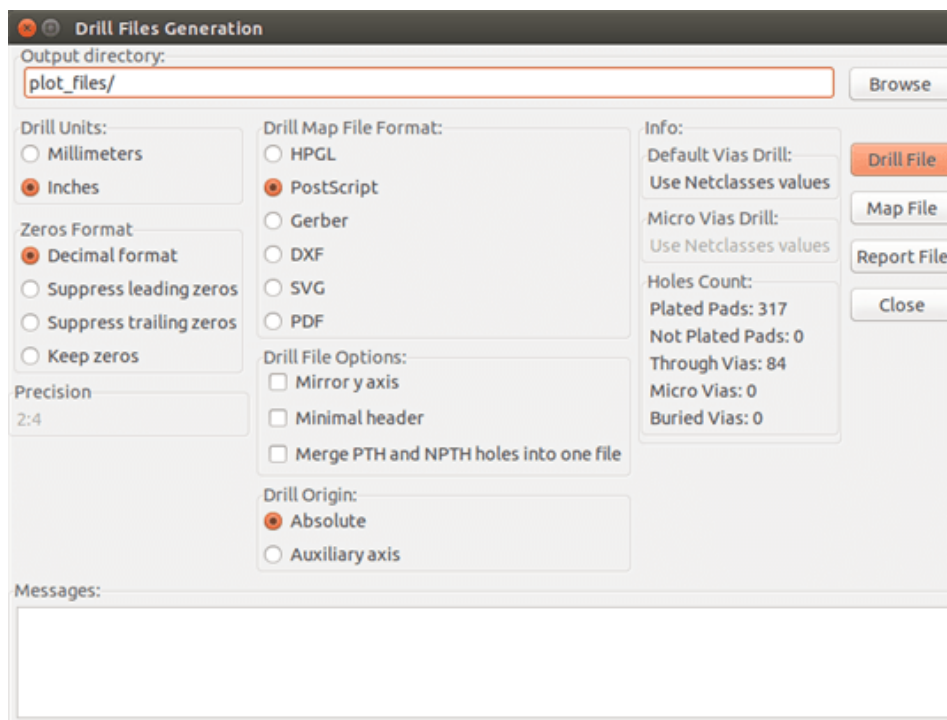 Drill Files Generation
Output directory:
plot_files/
Browse
Drill Units:
Millimeters
Inches
Zeros Format
Decimal format
Suppress leading zeros
Suppress trailing zeros
Keep zeros
Precision
2:4
Drill Map File Format:
HPGL
PostScript
Gerber
DXF
SVG
PDF
Drill File Options:
Mirror y axis
Minimal header
Merge PTH and NPTH holes into one file
Drill Origin:
Absolute
Auxiliary axis
Info:
Default Vias Drill:
Use Netclasses values
Micro Vias Drill:
Use Netclasses values
Holes Count:
Plated Pads: 317
Not Plated Pads: 0
Through Vias: 84
Micro Vias: 0
Buried Vias: 0
Drill File
Map File
Report File
Close
Messages: